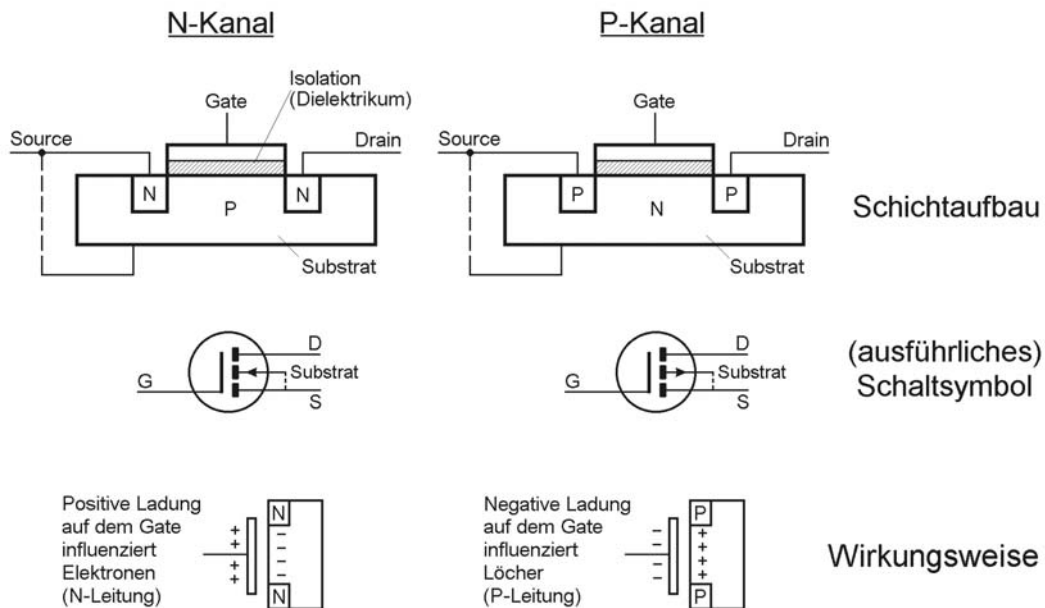 N-Kanal
P-Kanal
Isolation
(Dielektrikum)
Gate
Source
Drain
N
N
P
Substrat
Gate
Source
Drain
P
P
N
Substrat
Schichtaufbau
D
Substrat
G
S
D
Substrat
G
S
(ausführliches)
Schaltsymbol
Positive Ladung
auf dem Gate
influenziert
Elektronen
(N-Leitung)
+
+
+
+
N
–
–
–
–
N
Negative Ladung
auf dem Gate
influenziert
Löcher
(P-Leitung)
–
–
–
–
P
+
+
+
+
P
Wirkungsweise